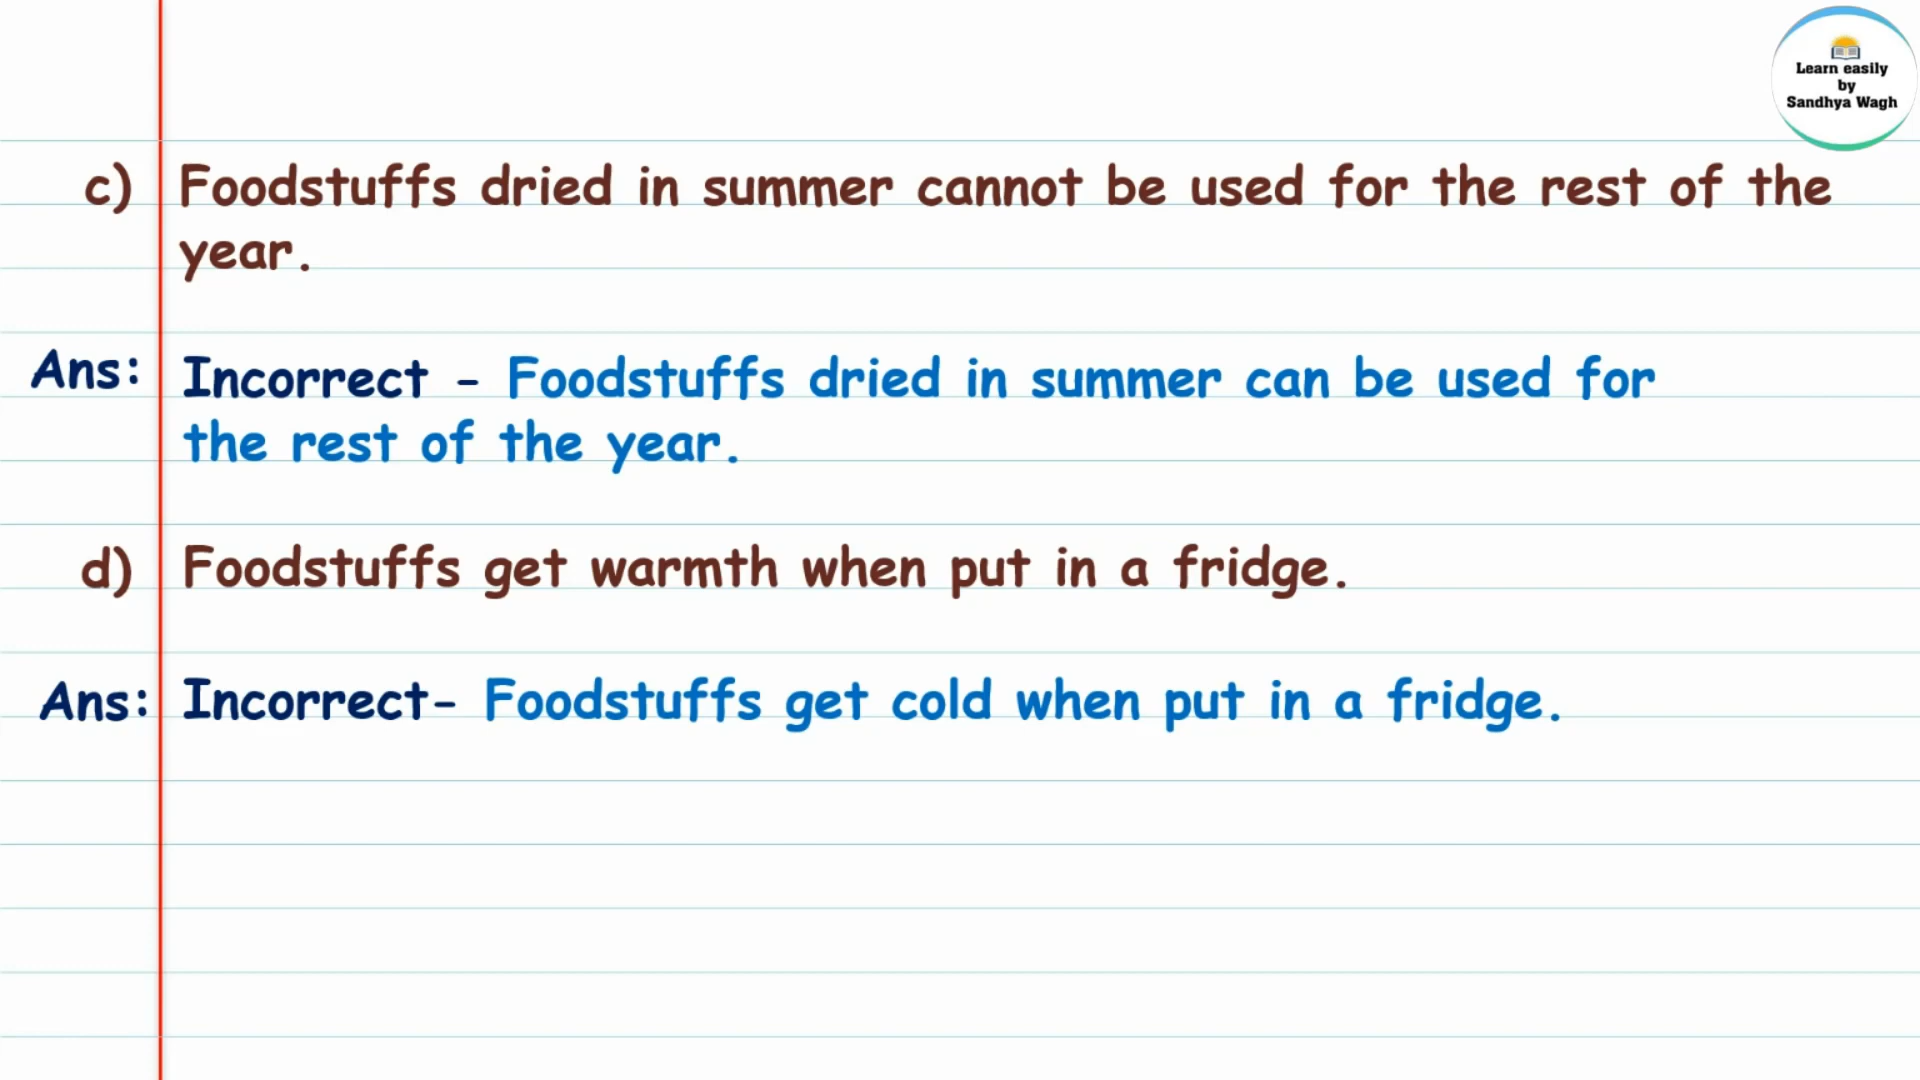 Learn easily
by
Sandhya Wagh
c) Foodstuffs dried in summer cannot be used for the rest of the
year.
Ans: Incorrect - Foodstuffs dried in summer can be used for
the rest of the year.
d) Foodstuffs get warmth when put in a fridge.
Ans: Incorrect- Foodstuffs get cold when put in a fridge.